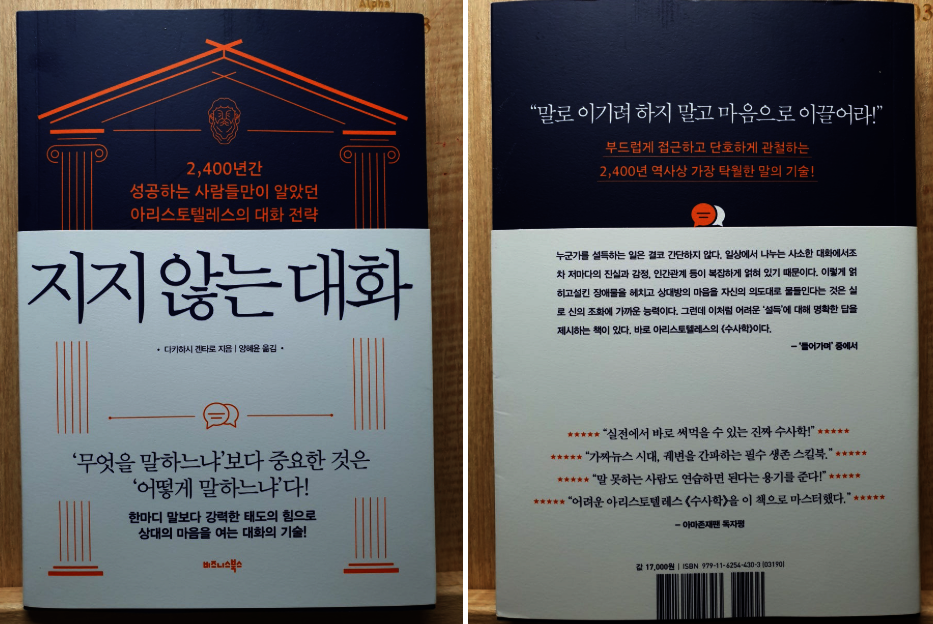 Alpha
2,400년간
성공하는 사람들만이 알았던
아리스토텔레스의 대화 전략
지지 않는 대화
• 다카하시 겐타로 지음 | 양혜윤 옮김 •
‘무엇을 말하느냐’보다 중요한 것은
‘어떻게 말하느냐’다!
한마디 말보다 강력한 태도의 힘으로
상대의 마음을 여는 대화의 기술!
비즈니스북스
“말로 이기려 하지 말고 마음으로 이끌어라!”
부드럽게 접근하고 단호하게 관철하는
2,400년 역사상 가장 탁월한 말의 기술!
누군가를 설득하는 일은 결코 간단하지 않다. 일상에서 나누는 사소한 대화에서조
차 저마다의 진실과 감정, 인간관계 등이 복잡하게 얽혀 있기 때문이다. 이렇게 얽
히고설킨 장애물을 헤치고 상대방의 마음을 자신의 의도대로 물들인다는 것은 실
로 신의 조화에 가까운 능력이다. 그런데 이처럼 어려운 ‘설득’에 대해 명확한 답을
제시하는 책이 있다. 바로 아리스토텔레스의 《수사학》이다.
– ‘들어가며’ 중에서
★★★★★ “실전에서 바로 써먹을 수 있는 진짜 수사학!” ★★★★★
★★★★★ “가짜뉴스 시대, 궤변을 간파하는 필수 생존 스킬북.” ★★★★★
★★★★★ “말 못하는 사람도 연습하면 된다는 용기를 준다!” ★★★★★
★★★★★ “어려운 아리스토텔레스 《수사학》을 이 책으로 마스터했다.” ★★★★★
– 아마존재팬 독자평
값 17,000원 | ISBN 979-11-6254-430-3 (03190)